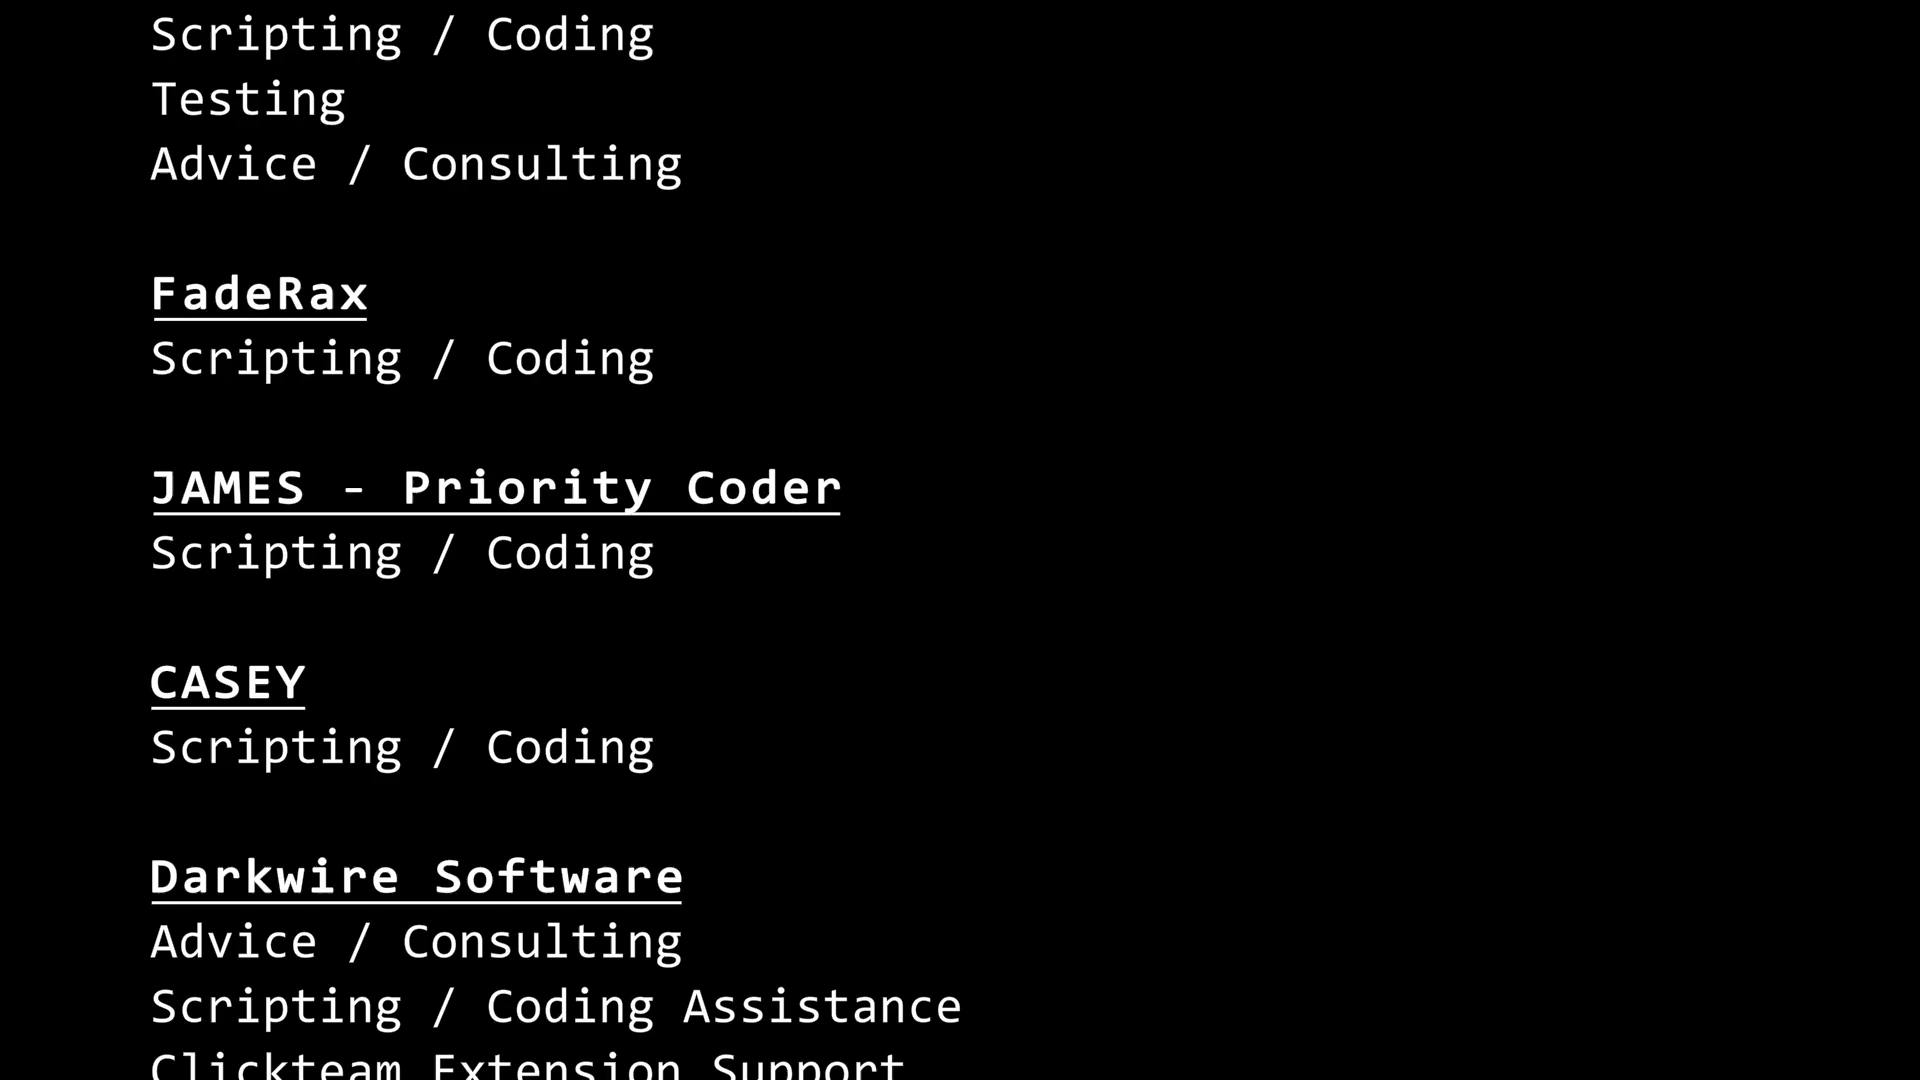 Scripting / Coding
Testing
Advice / Consulting
FadeRax
Scripting / Coding
JAMES - Priority Coder
Scripting / Coding
CASEY
Scripting / Coding
Darkwire Software
Advice / Consulting
Scripting / Coding Assistance
Clickteam Extension Support